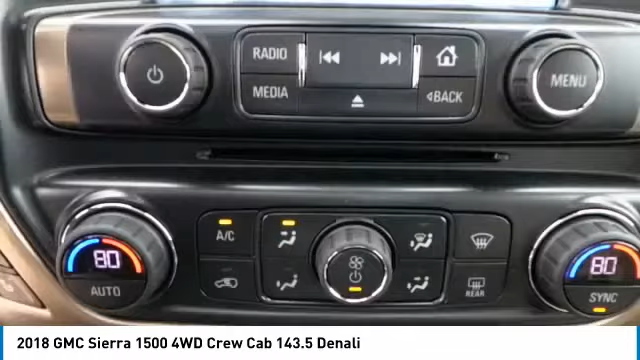 RADIO
MEDIA
BACK
MENU
A/C
80
AUTO
REAR
80
SYNC
2018 GMC Sierra 1500 4WD Crew Cab 143.5 Denali